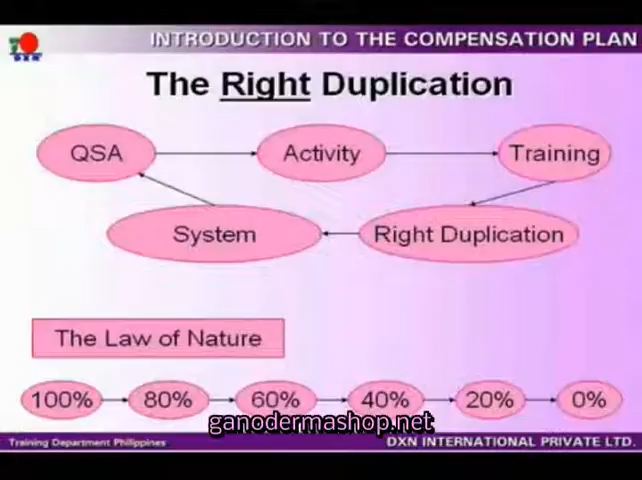 INTRODUCTION TO THE COMPENSATION PLAN
DXN
The Right Duplication
QSA
Activity
Training
System
Right Duplication
The Law of Nature
100%
80%
60%
40%
20%
0%
ganodermashop.net
Training Department Philippines
DXN INTERNATIONAL PRIVATE LTD.